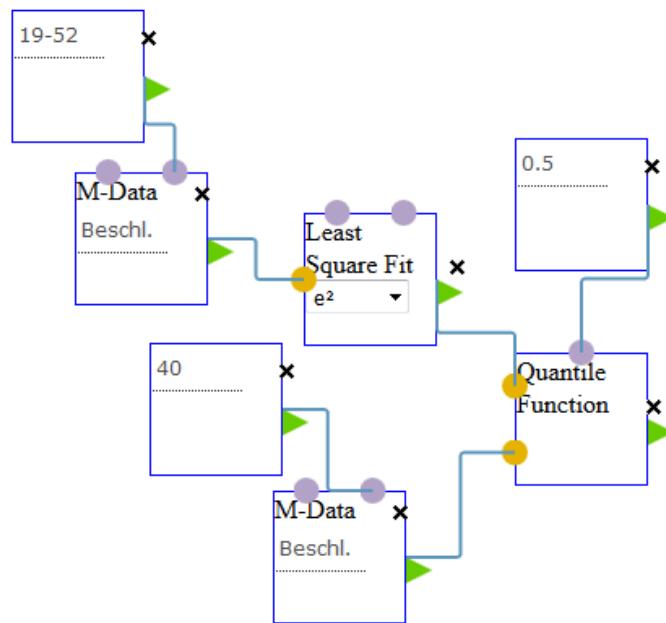 19-52
M-Data
Beschl.
Least
Square Fit
e²
0.5
40
M-Data
Beschl.
Quantile
Function